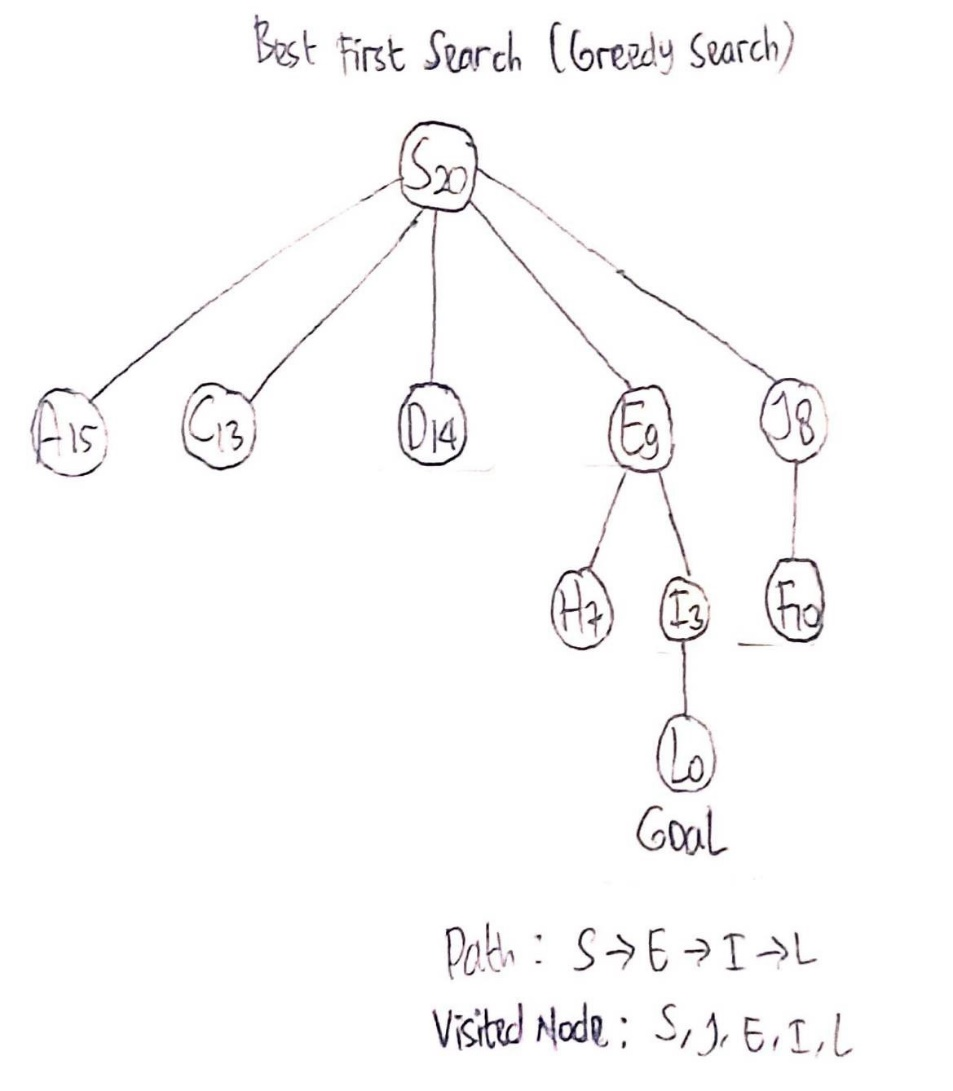 Best First Search (Greedy Search)
S20
A15 C13 D14 E9 J8
H7 I3 F10
L0
Goal
Path : S → E → I → L
Visited Node : S, J, E, I, L